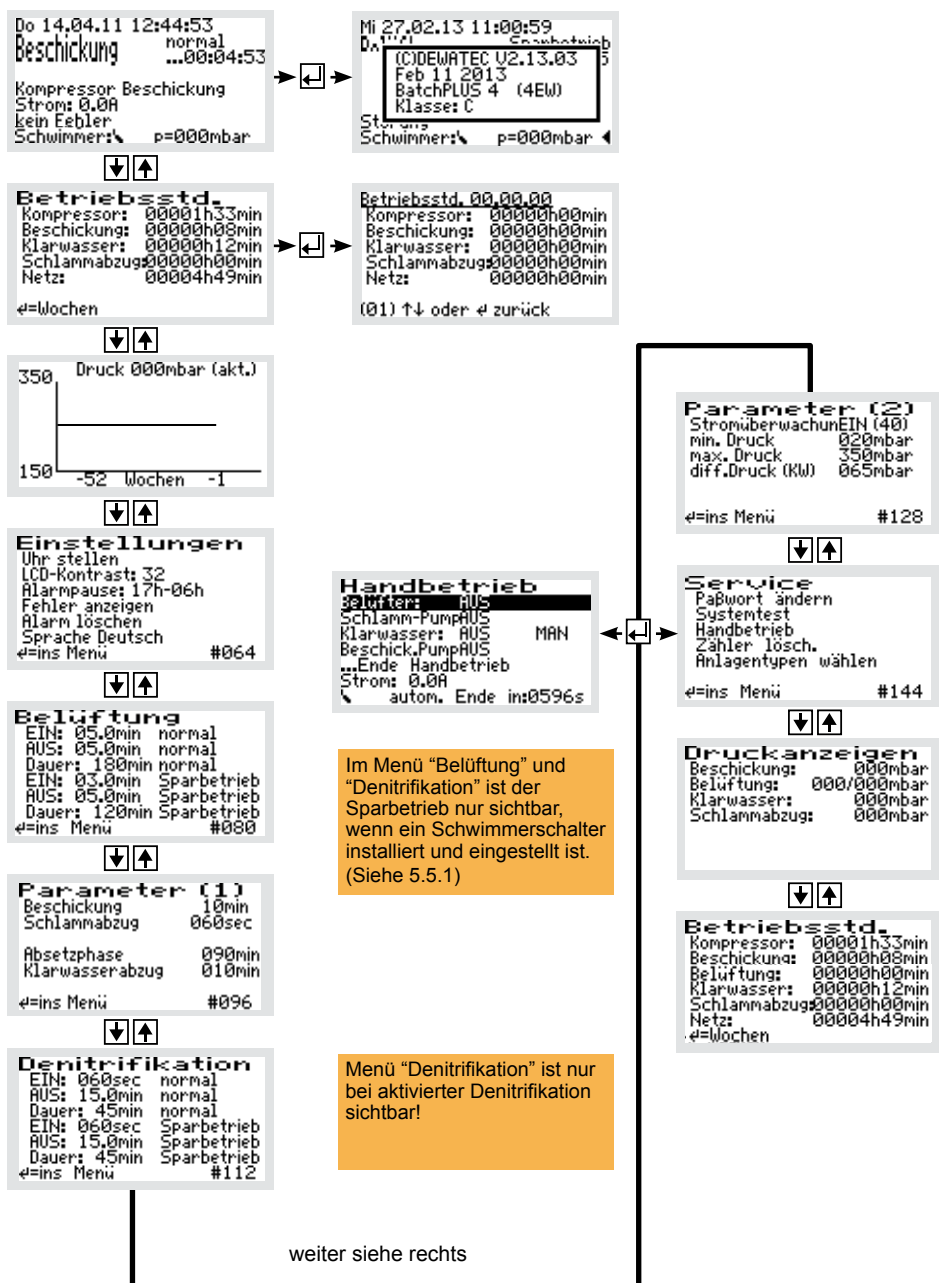 Do 14.04.11 12:44:53
Beschickung normal
...00:04:53
Kompressor Beschickung
Strom: 0.0A
kein Fehler
Schwimmer: p=000mbar
Mi 27.02.13 11:00:59
Sparbetrieb
(C)DEWATEC V2.13.03 5
Feb 11 2013
BatchPLUS 4 (4EW)
Klasse: C
Störung
Schwimmer: p=000mbar
Betriebsstd.
Kompressor: 00001h33min
Beschickung: 00000h08min
Klarwasser: 00000h12min
Schlammabzug:00000h00min
Netz: 00004h49min
↵=Wochen
Betriebsstd. 00.00.00
Kompressor: 00000h00min
Beschickung: 00000h00min
Klarwasser: 00000h00min
Schlammabzug:00000h00min
Netz: 00000h00min
(01) ↑↓ oder ↵ zurück
Druck 000mbar (akt.)
350
150
-52 Wochen -1
Einstellungen
Uhr stellen
LCD-Kontrast: 32
Alarmpause: 17h-06h
Fehler anzeigen
Alarm löschen
Sprache Deutsch
↵=ins Menü #064
Belüftung
EIN: 05.0min normal
AUS: 05.0min normal
Dauer: 180min normal
EIN: 03.0min Sparbetrieb
AUS: 05.0min Sparbetrieb
Dauer: 120min Sparbetrieb
↵=ins Menü #080
Parameter (1)
Beschickung 10min
Schlammabzug 060sec
Absetzphase 090min
Klarwasserabzug 010min
↵=ins Menü #096
Denitrifikation
EIN: 060sec normal
AUS: 15.0min normal
Dauer: 45min normal
EIN: 060sec Sparbetrieb
AUS: 15.0min Sparbetrieb
Dauer: 45min Sparbetrieb
↵=ins Menü #112
weiter siehe rechts
Handbetrieb
Belüfter: AUS
Schlamm-PumpAUS
Klarwasser: AUS MAN
Beschick.PumpAUS
...Ende Handbetrieb
Strom: 0.0A
autom. Ende in:0596s
Im Menü “Belüftung” und
“Denitrifikation” ist der
Sparbetrieb nur sichtbar,
wenn ein Schwimmerschalter
installiert und eingestellt ist.
(Siehe 5.5.1)
Menü “Denitrifikation” ist nur
bei aktivierter Denitrifikation
sichtbar!
Parameter (2)
StromüberwachunEIN (40)
min. Druck 020mbar
max. Druck 350mbar
diff.Druck (KW) 065mbar
↵=ins Menü #128
Service
Paßwort ändern
Systemtest
Handbetrieb
Zähler lösch.
Anlagentypen wählen
↵=ins Menü #144
Druckanzeigen
Beschickung: 000mbar
Belüftung: 000/000mbar
Klarwasser: 000mbar
Schlammabzug: 000mbar
Betriebsstd.
Kompressor: 00001h33min
Beschickung: 00000h08min
Belüftung: 00000h00min
Klarwasser: 00000h12min
Schlammabzug:00000h00min
Netz: 00004h49min
↵=Wochen